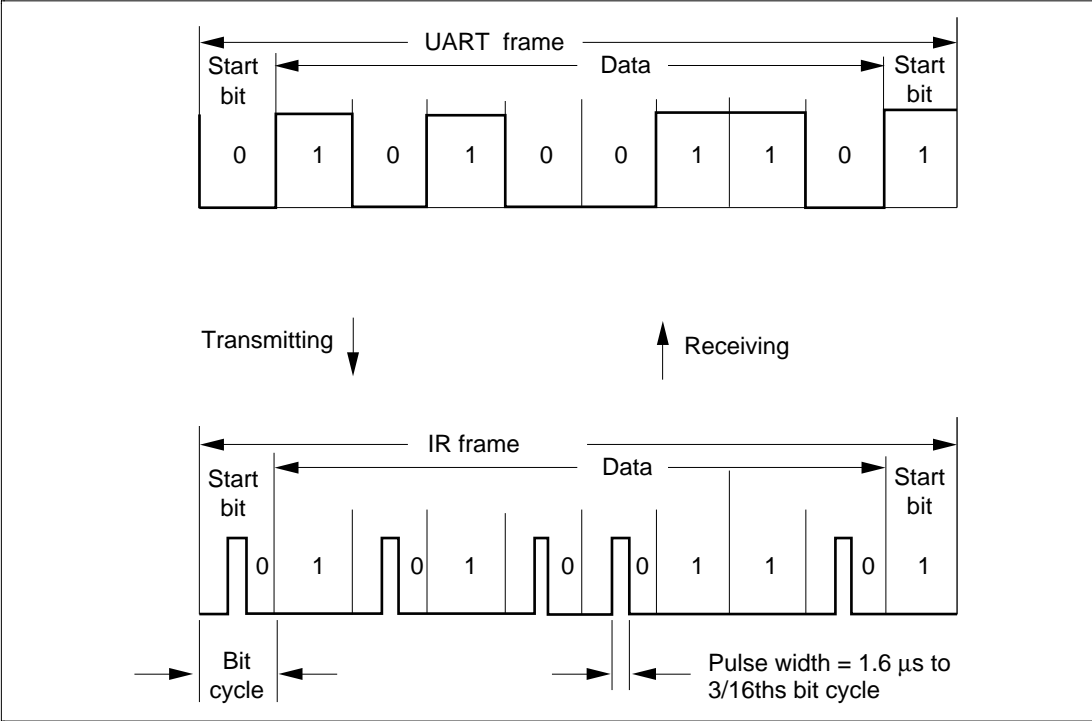 UART frame
Start
bit
Data
Start
bit
0 1 0 1 0 0 1 1 0 1
Transmitting
Receiving
IR frame
Start
bit
Data
Start
bit
0 1 0 1 0 0 1 1 0 1
Bit
cycle
Pulse width = 1.6 μs to
3/16ths bit cycle